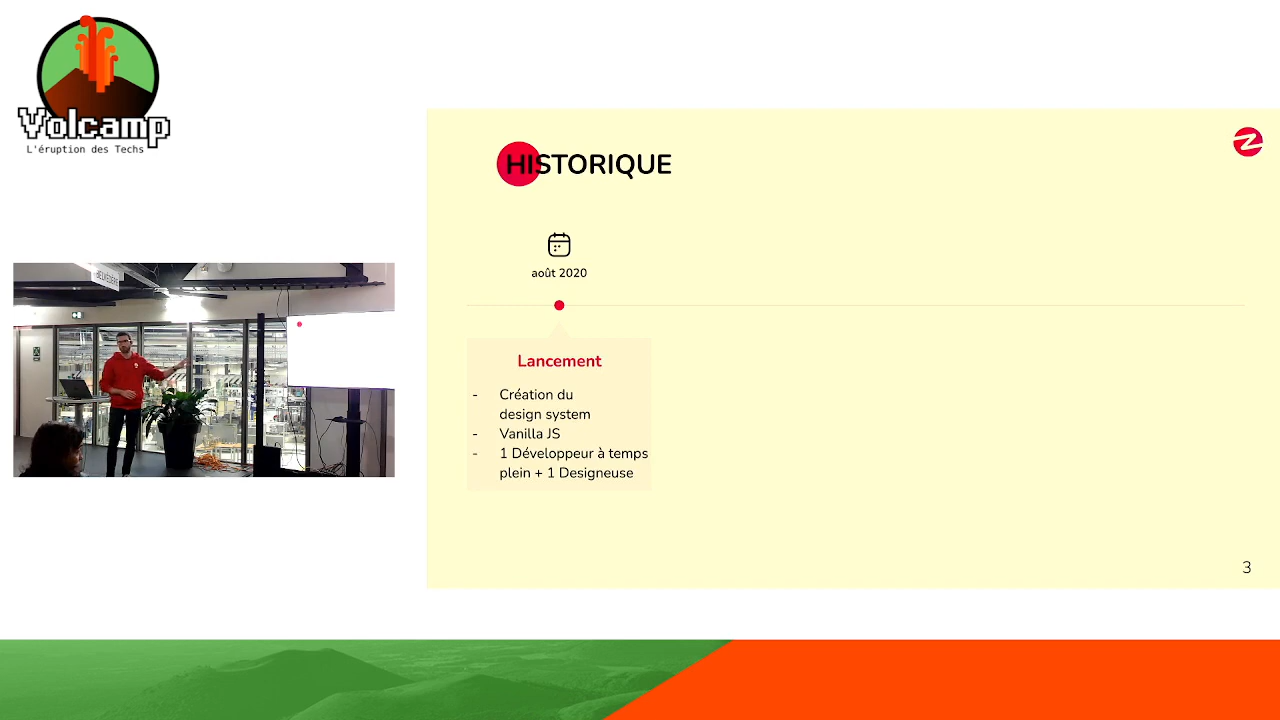 Volcamp
L'éruption des Techs
HISTORIQUE
août 2020
Lancement
- Création du
design system
- Vanilla JS
- 1 Développeur à temps
plein + 1 Designeuse
3